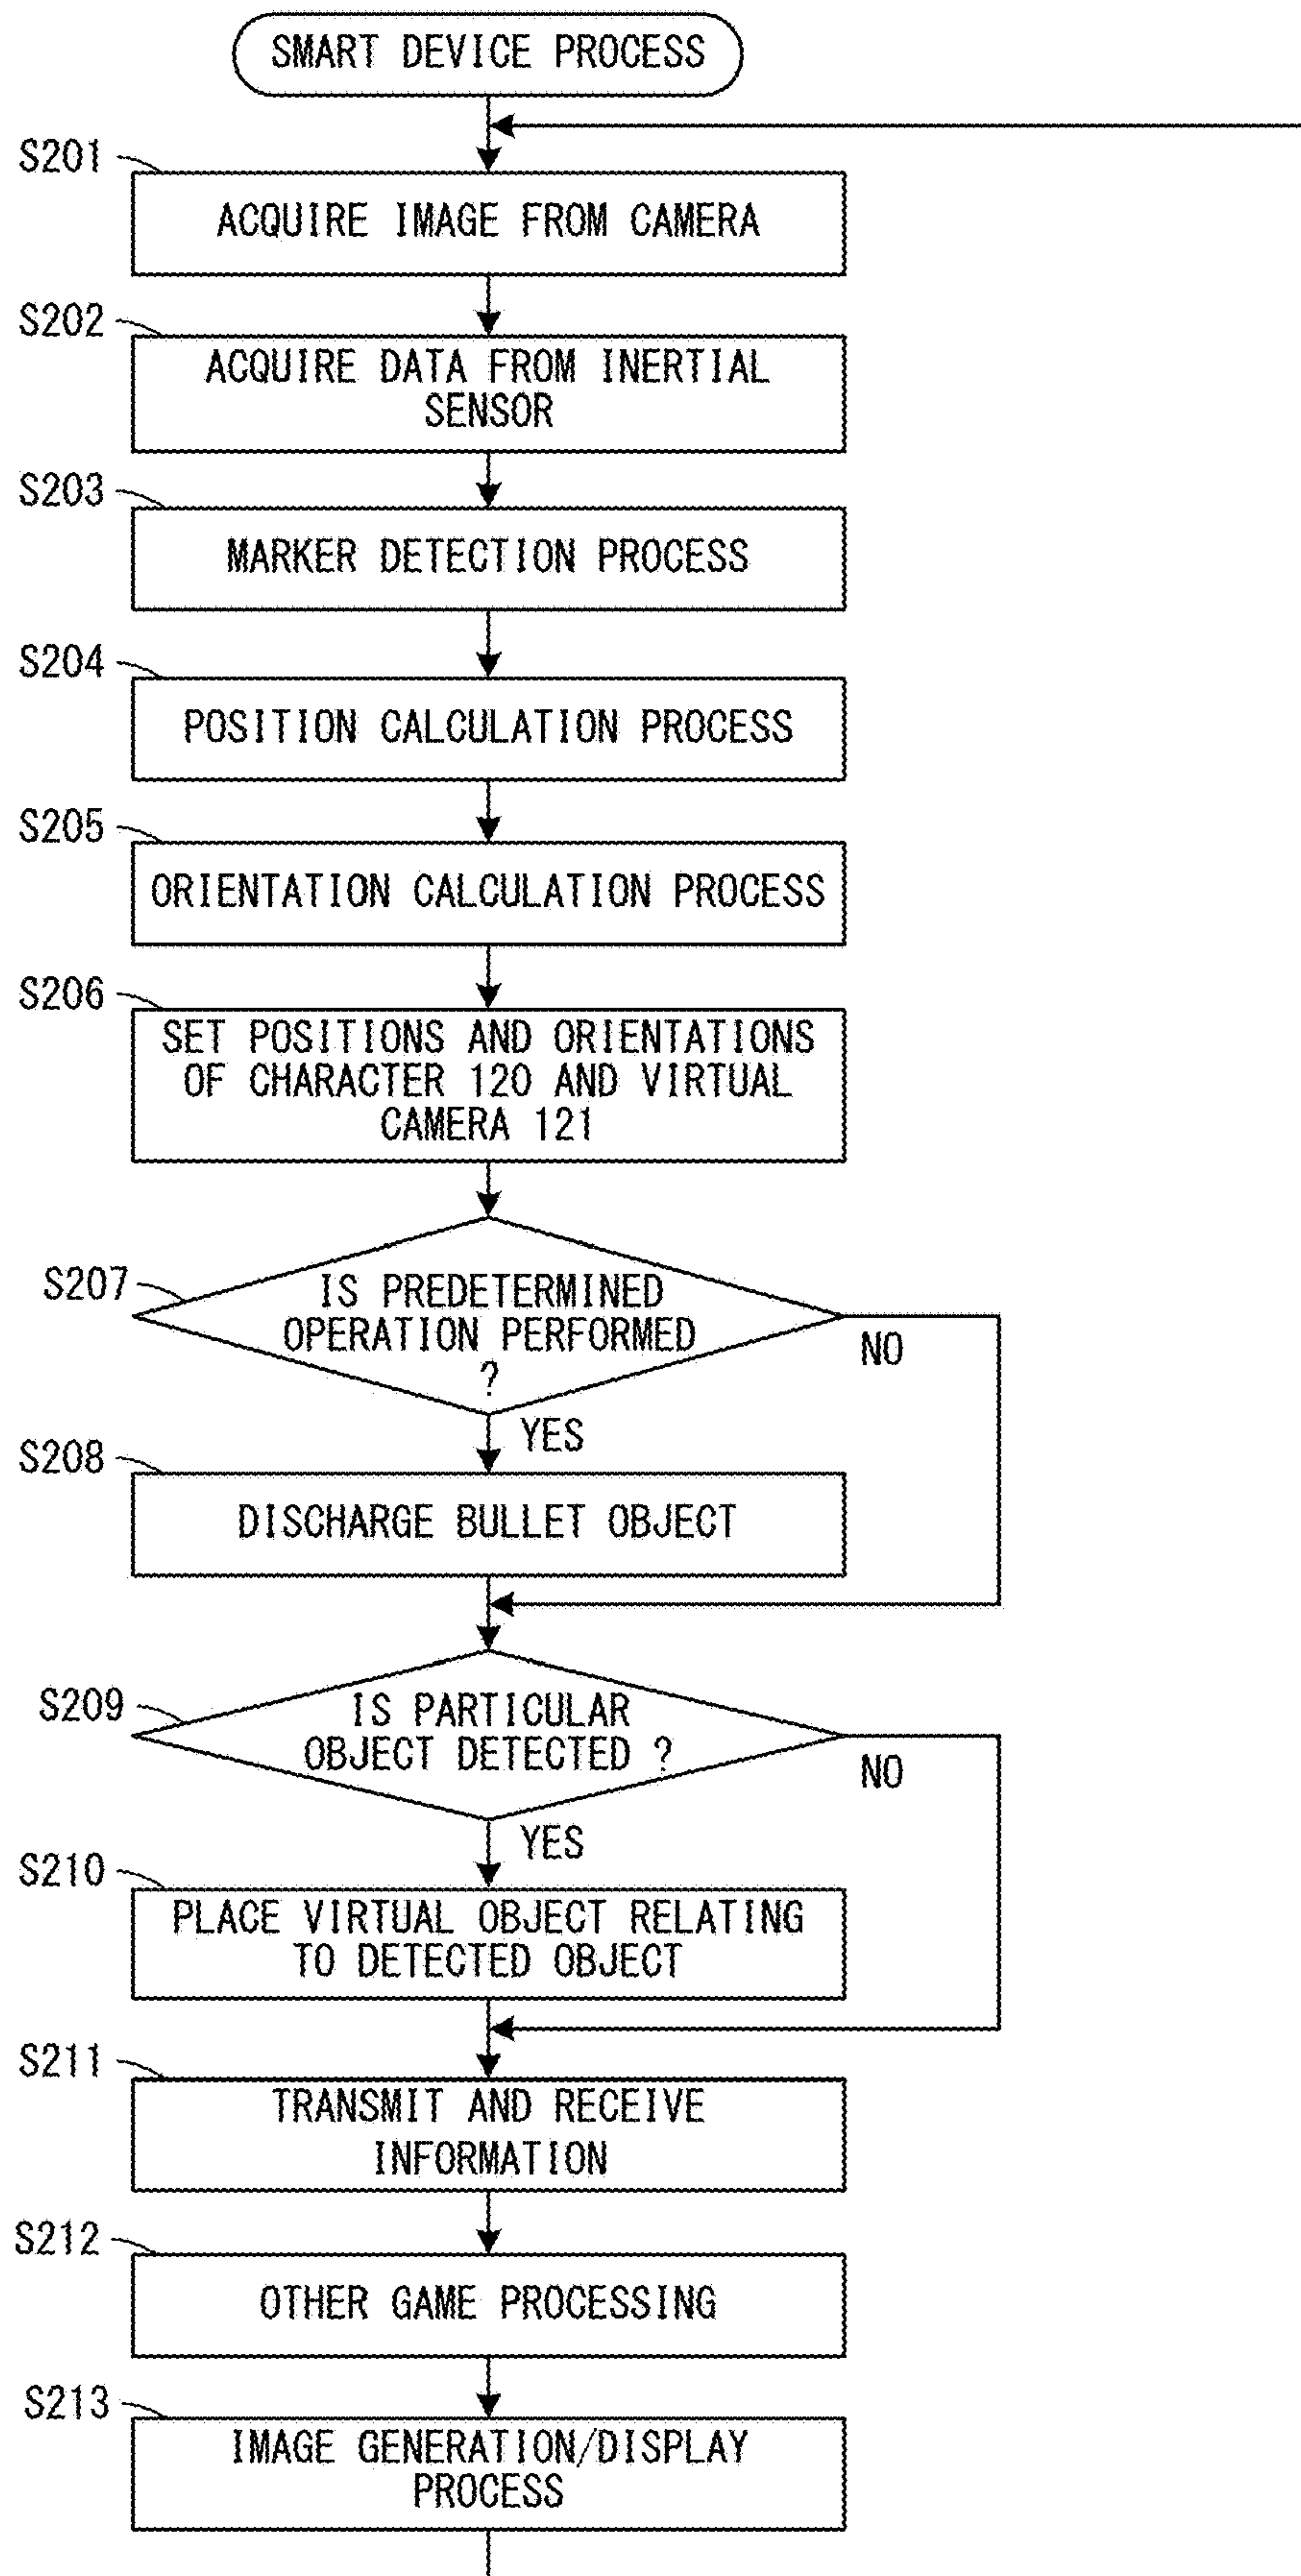 SMART DEVICE PROCESS
S201
ACQUIRE IMAGE FROM CAMERA
S202
ACQUIRE DATA FROM INERTIAL
SENSOR
S203
MARKER DETECTION PROCESS
S204
POSITION CALCULATION PROCESS
S205
ORIENTATION CALCULATION PROCESS
S206
SET POSITIONS AND ORIENTATIONS
OF CHARACTER 120 AND VIRTUAL
CAMERA 121
S207
IS PREDETERMINED
OPERATION PERFORMED
?
NO
YES
S208
DISCHARGE BULLET OBJECT
S209
IS PARTICULAR
OBJECT DETECTED ?
NO
YES
S210
PLACE VIRTUAL OBJECT RELATING
TO DETECTED OBJECT
S211
TRANSMIT AND RECEIVE
INFORMATION
S212
OTHER GAME PROCESSING
S213
IMAGE GENERATION/DISPLAY
PROCESS